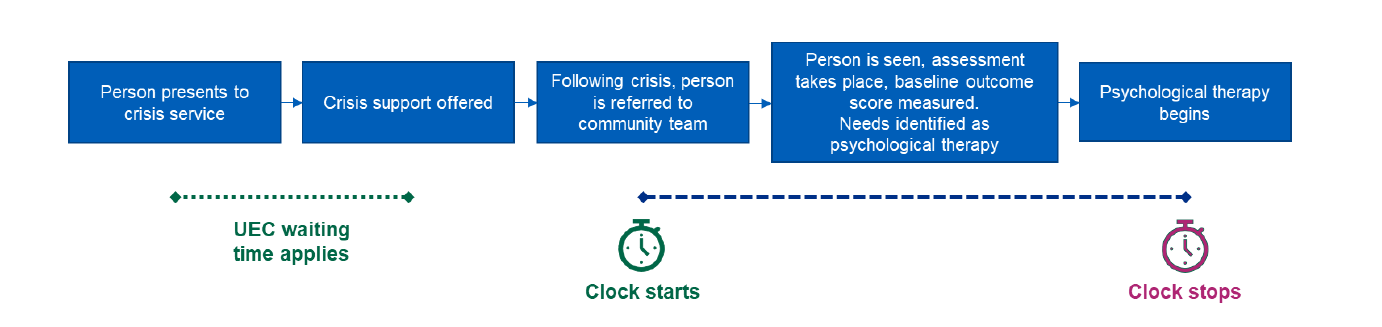 Person presents to
crisis service
Crisis support offered
Following crisis, person
is referred to
community team
Person is seen, assessment
takes place, baseline outcome
score measured.
Needs identified as
psychological therapy
Psychological therapy
begins
UEC waiting
time applies
Clock starts
Clock stops